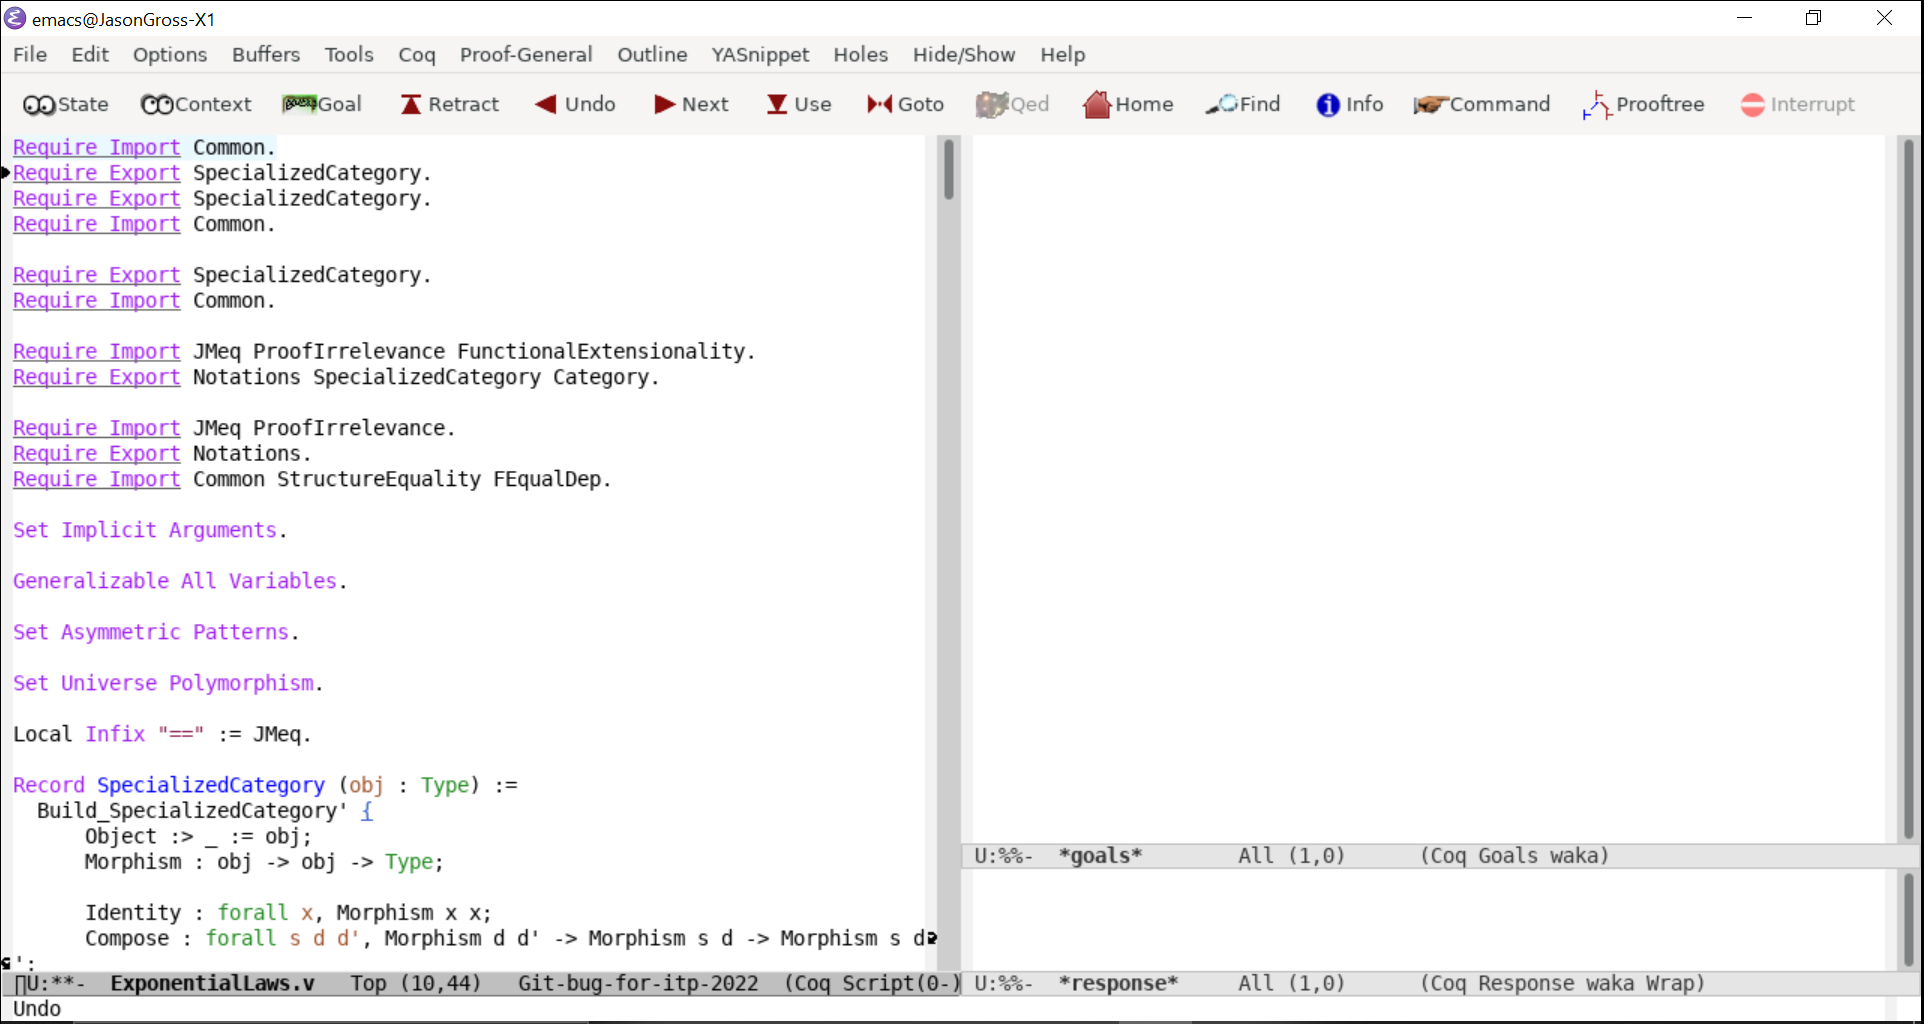 emacs@JasonGross-X1
File Edit Options Buffers Tools Coq Proof-General Outline YASnippet Holes Hide/Show Help
State Context Goal Retract Undo Next Use Goto Qed Home Find Info Command Prooftree Interrupt
Require Import Common.
Require Export SpecializedCategory.
Require Export SpecializedCategory.
Require Import Common.
Require Export SpecializedCategory.
Require Import Common.
Require Import JMeq ProofIrrelevance FunctionalExtensionality.
Require Export Notations SpecializedCategory Category.
Require Import JMeq ProofIrrelevance.
Require Export Notations.
Require Import Common StructureEquality FEqualDep.
Set Implicit Arguments.
Generalizable All Variables.
Set Asymmetric Patterns.
Set Universe Polymorphism.
Local Infix "==" := JMeq.
Record SpecializedCategory (obj : Type) :=
Build_SpecializedCategory' {
Object :> _ := obj;
Morphism : obj -> obj -> Type;
Identity : forall x, Morphism x x;
Compose : forall s d d', Morphism d d' -> Morphism s d -> Morphism s d
';
U:**- ExponentialLaws.v Top (10,44) Git-bug-for-itp-2022 (Coq Script(0-)
U:%%- *goals* All (1,0) (Coq Goals waka)
U:%%- *response* All (1,0) (Coq Response waka Wrap)
Undo